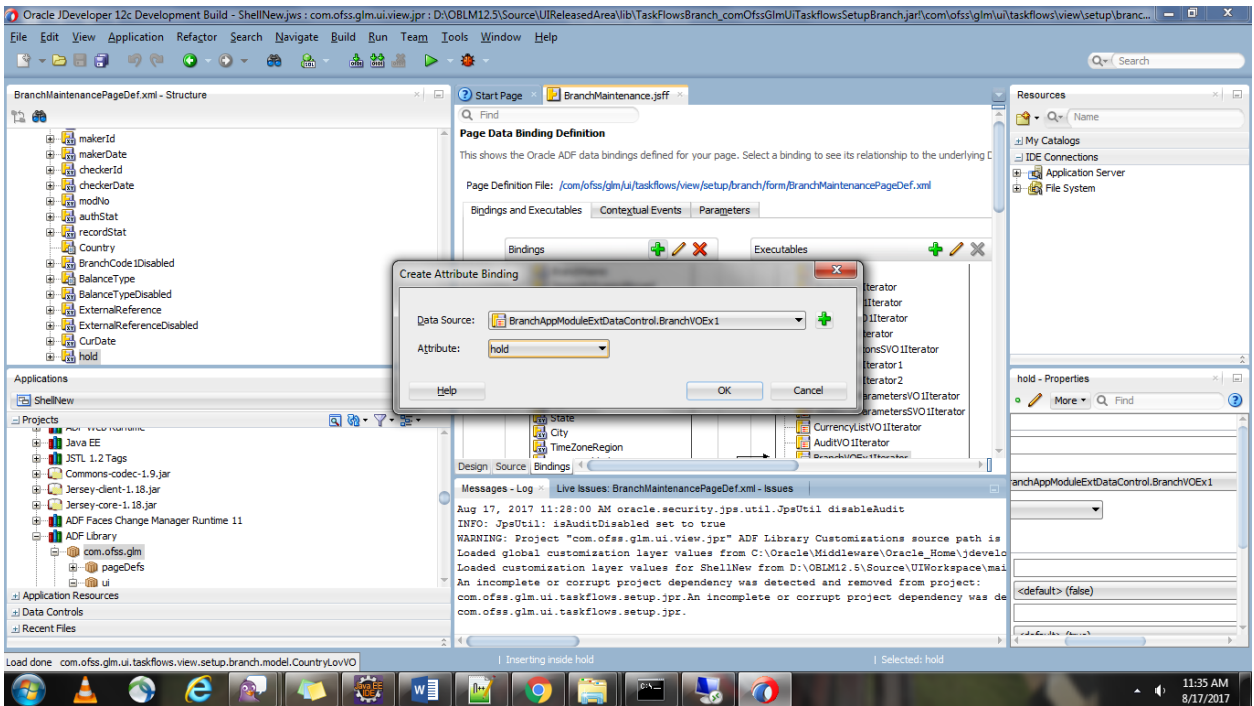 Oracle JDeveloper 12c Development Build - ShellNew.jws : com.ofss.glm.ui.view.jpr : D:\OBLM12.5\Source\UIReleasedArea\lib\TaskFlowsBranch_comOfssGlmUiTaskflowsSetupBranch.jar!\com\ofss\glm\ui\taskflows\view\setup\branc...
File Edit View Application Refactor Search Navigate Build Run Team Tools Window Help
Search
BranchMaintenancePageDef.xml - Structure
makerId
makerDate
checkerId
checkerDate
modNo
authStat
recordStat
Country
BranchCode1Disabled
BalanceType
BalanceTypeDisabled
ExternalReference
ExternalReferenceDisabled
CurDate
hold
Applications
ShellNew
Projects
ADF Web Runtime
Java EE
JSTL 1.2 Tags
Commons-codec-1.9.jar
Jersey-client-1.18.jar
Jersey-core-1.18.jar
ADF Faces Change Manager Runtime 11
ADF Library
com.ofss.glm
pageDefs
ui
Application Resources
Data Controls
Recent Files
Start Page
BranchMaintenance.jsff
Find
Page Data Binding Definition
This shows the Oracle ADF data bindings defined for your page. Select a binding to see its relationship to the underlying D
Page Definition File: /com/ofss/glm/ui/taskflows/view/setup/branch/form/BranchMaintenancePageDef.xml
Bindings and Executables Contextual Events Parameters
Bindings
Executables
Create Attribute Binding
Data Source: BranchAppModuleExtDataControl.BranchVOEx1
Attribute: hold
Help OK Cancel
Iterator
1Iterator
O1Iterator
erator
onsSVO1Iterator
Iterator1
Iterator2
arametersVO1Iterator
arametersSVO1Iterator
CurrencyListVO1Iterator
AuditVO1Iterator
BranchVOEx1Iterator
State
City
TimeZoneRegion
Design Source Bindings
Messages - Log
Live Issues: BranchMaintenancePageDef.xml - Issues
Aug 17, 2017 11:28:00 AM oracle.security.jps.util.JpsUtil disableAudit
INFO: JpsUtil: isAuditDisabled set to true
WARNING: Project "com.ofss.glm.ui.view.jpr" ADF Library Customizations source path is
Loaded global customization layer values from C:\Oracle\Middleware\Oracle_Home\jdevelo
Loaded customization layer values for ShellNew from D:\OBLM12.5\Source\UIWorkspace\mai
An incomplete or corrupt project dependency was detected and removed from project:
com.ofss.glm.ui.taskflows.setup.jpr.An incomplete or corrupt project dependency was de
com.ofss.glm.ui.taskflows.setup.jpr.
Resources
Name
My Catalogs
IDE Connections
Application Server
File System
hold - Properties
More Find
ranchAppModuleExtDataControl.BranchVOEx1
<default> (false)
<default> (true)
Load done com.ofss.glm.ui.taskflows.view.setup.branch.model.CountryLovVO
Inserting inside hold
Selected: hold
11:35 AM
8/17/2017